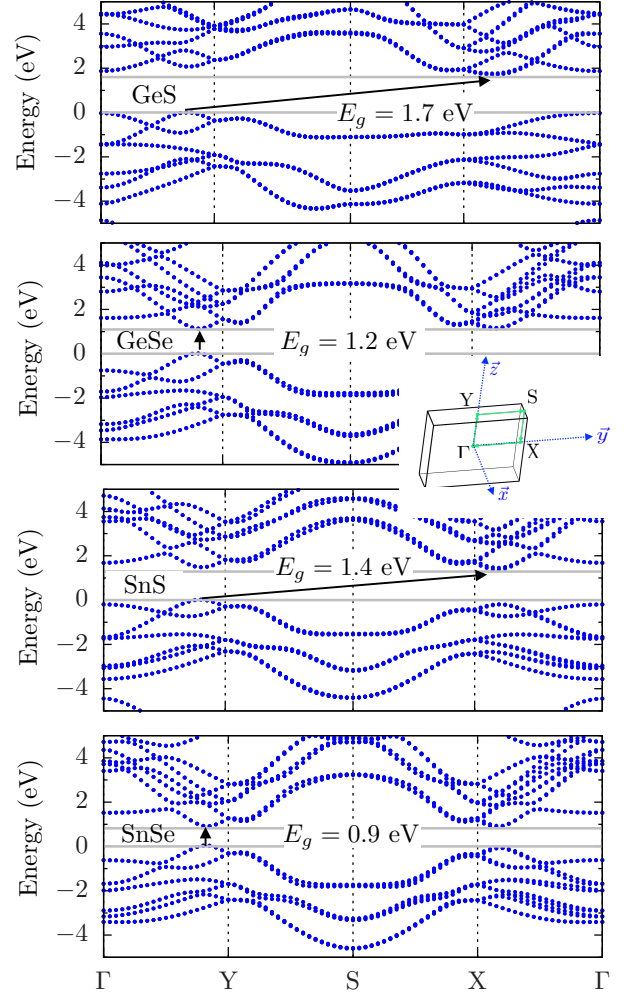 4
2
0
−2
−4
Energy (eV)
GeS
E_g = 1.7 eV
4
2
0
−2
−4
Energy (eV)
GeSe
E_g = 1.2 eV
z⃗
Y
S
y⃗
Γ
X
x⃗
4
2
0
−2
−4
Energy (eV)
SnS
E_g = 1.4 eV
4
2
0
−2
−4
Energy (eV)
SnSe
E_g = 0.9 eV
Γ Y S X Γ